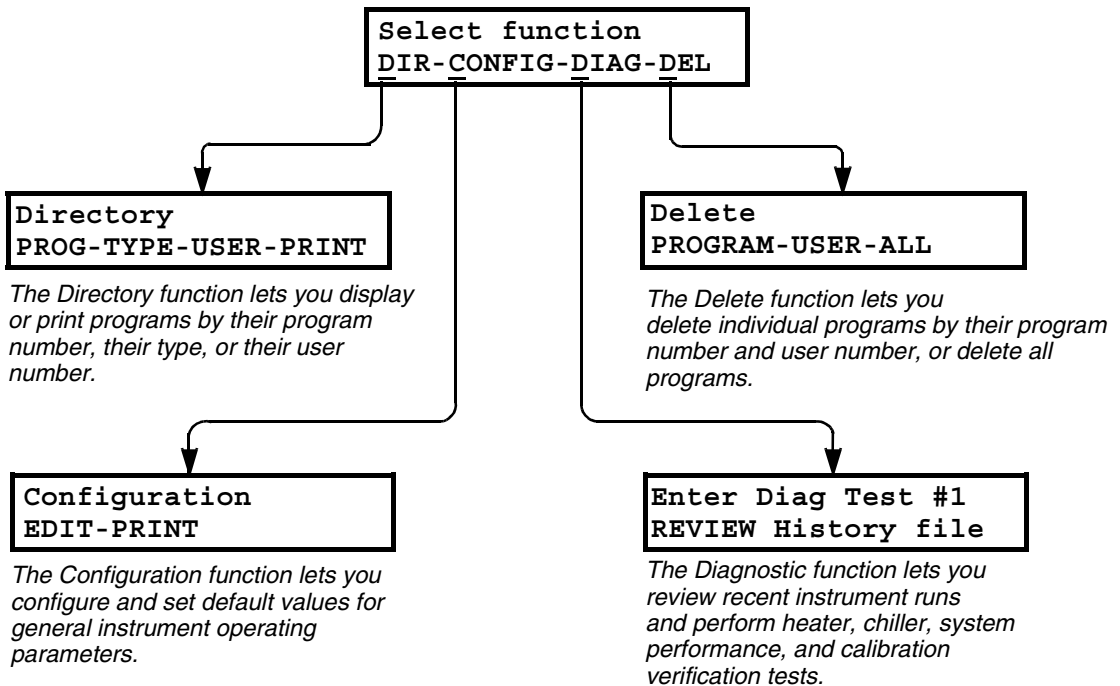 Select function
DIR-CONFIG-DIAG-DEL
Directory
PROG-TYPE-USER-PRINT
The Directory function lets you display
or print programs by their program
number, their type, or their user
number.
Delete
PROGRAM-USER-ALL
The Delete function lets you
delete individual programs by their program
number and user number, or delete all
programs.
Configuration
EDIT-PRINT
The Configuration function lets you
configure and set default values for
general instrument operating
parameters.
Enter Diag Test #1
REVIEW History file
The Diagnostic function lets you
review recent instrument runs
and perform heater, chiller, system
performance, and calibration
verification tests.